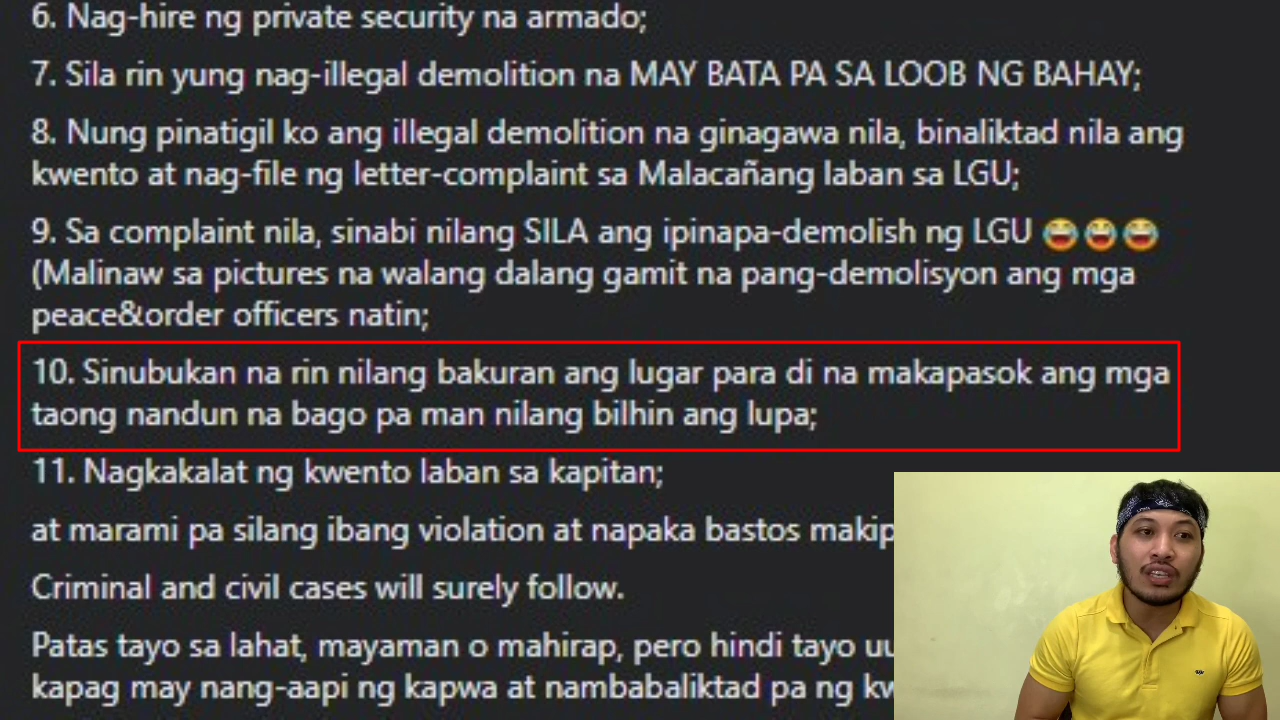 6. Nag-hire ng private security na armado;
7. Sila rin yung nag-illegal demolition na MAY BATA PA SA LOOB NG BAHAY;
8. Nung pinatigil ko ang illegal demolition na ginagawa nila, binaliktad nila ang
kwento at nag-file ng letter-complaint sa Malacañang laban sa LGU;
9. Sa complaint nila, sinabi nilang SILA ang ipinapa-demolish ng LGU 😂😂😂
(Malinaw sa pictures na walang dalang gamit na pang-demolisyon ang mga
peace&order officers natin;
10. Sinubukan na rin nilang bakuran ang lugar para di na makapasok ang mga
taong nandun na bago pa man nilang bilhin ang lupa;
11. Nagkakalat ng kwento laban sa kapitan;
at marami pa silang ibang violation at napaka bastos
Criminal and civil cases will surely follow.
Patas tayo sa lahat, mayaman o mahirap, pero hindi tayo
kapag may nang-aapi ng kapwa at nambabaliktad pa ng